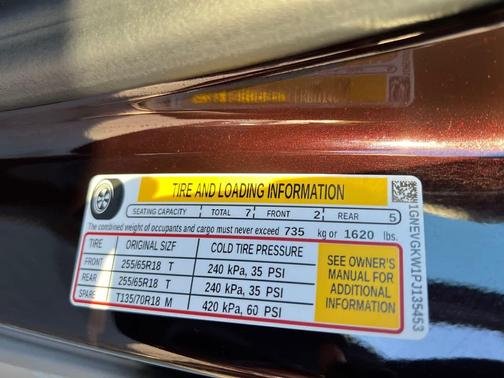 TIRE AND LOADING INFORMATION
SEATING CAPACITY TOTAL 7 FRONT 2 REAR 5
The combined weight of occupants and cargo must never exceed 735 kg or 1620 lbs.
TIRE ORIGINAL SIZE COLD TIRE PRESSURE
FRONT 255/65R18 T 240 kPa, 35 PSI
REAR 255/65R18 T 240 kPa, 35 PSI
SPARE T135/70R18 M 420 kPa, 60 PSI
SEE OWNER'S
MANUAL FOR
ADDITIONAL
INFORMATION
1GNEVGKW1PJ135453